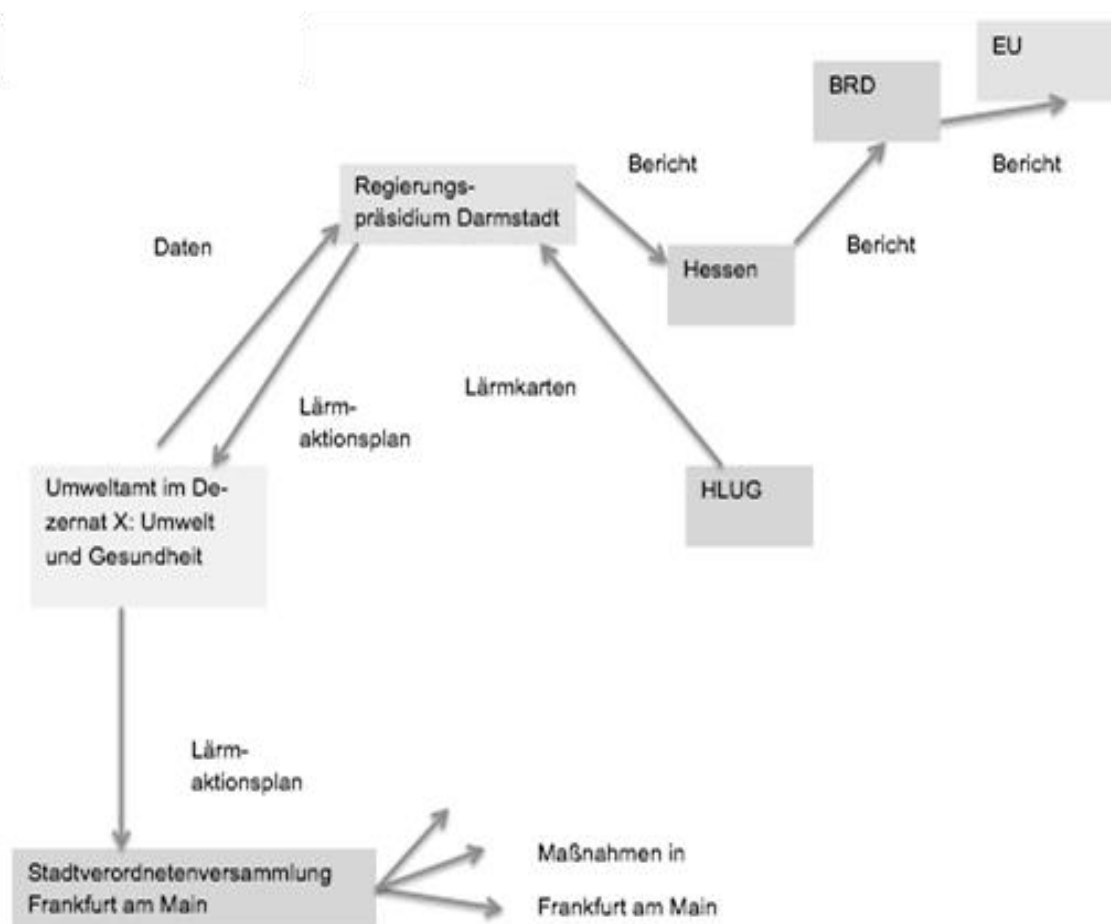 EU
BRD
Bericht
Bericht
Regierungs-
präsidium Darmstadt
Daten
Bericht
Hessen
Lärmkarten
Lärm-
aktionsplan
Umweltamt im De-
zernat X: Umwelt
und Gesundheit
HLUG
Lärm-
aktionsplan
Stadtverordnetenversammlung
Frankfurt am Main
Maßnahmen in
Frankfurt am Main